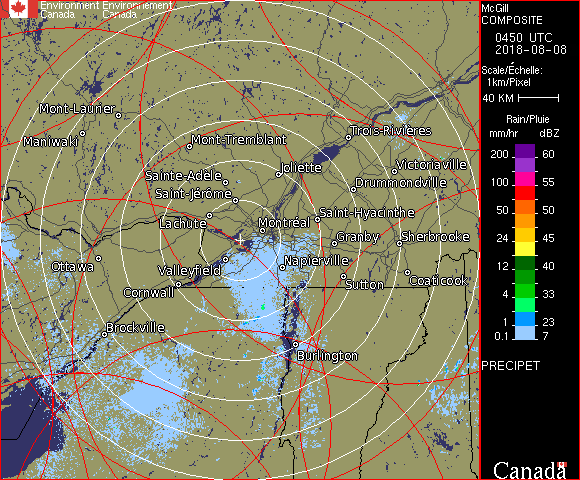 Environment Environnement
Canada Canada
McGill
COMPOSITE
0450 UTC
2018-08-08
Scale/Échelle:
1km/Pixel
40 KM
Rain/Pluie
mm/hr dBZ
200 60
150 57
100 55
50 50
24 45
12 40
4 33
1 23
0.1 7
PRECIPET
Mont-Laurier
Maniwaki
Mont-Tremblant
Trois-Rivières
Joliette
Victoriaville
Sainte-Adèle
Drummondville
Saint-Jérôme
Lachute
Saint-Hyacinthe
Montréal
Granby
Sherbrooke
Ottawa
Valleyfield
Napierville
Cornwall
Sutton
Coaticook
Brockville
Burlington
Canada